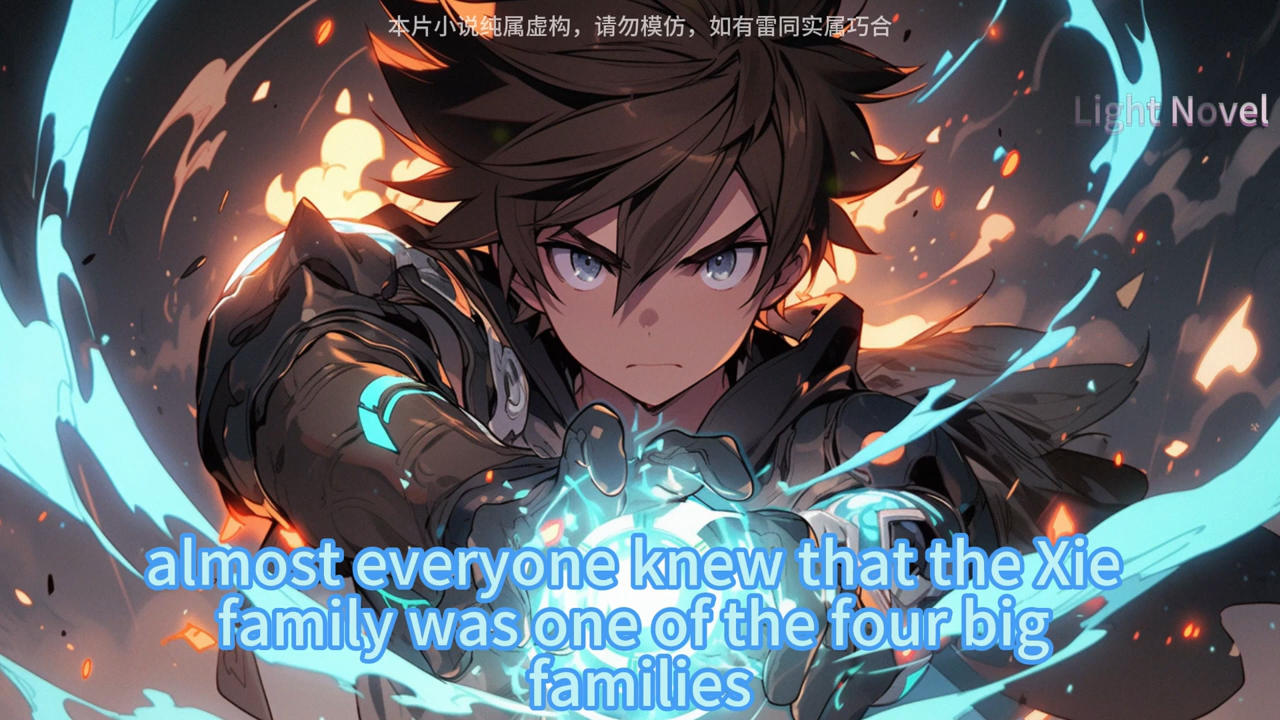 本片小说纯属虚构，请勿模仿，如有雷同实属巧合
Light Novel
almost everyone knew that the Xie
family was one of the four big
families